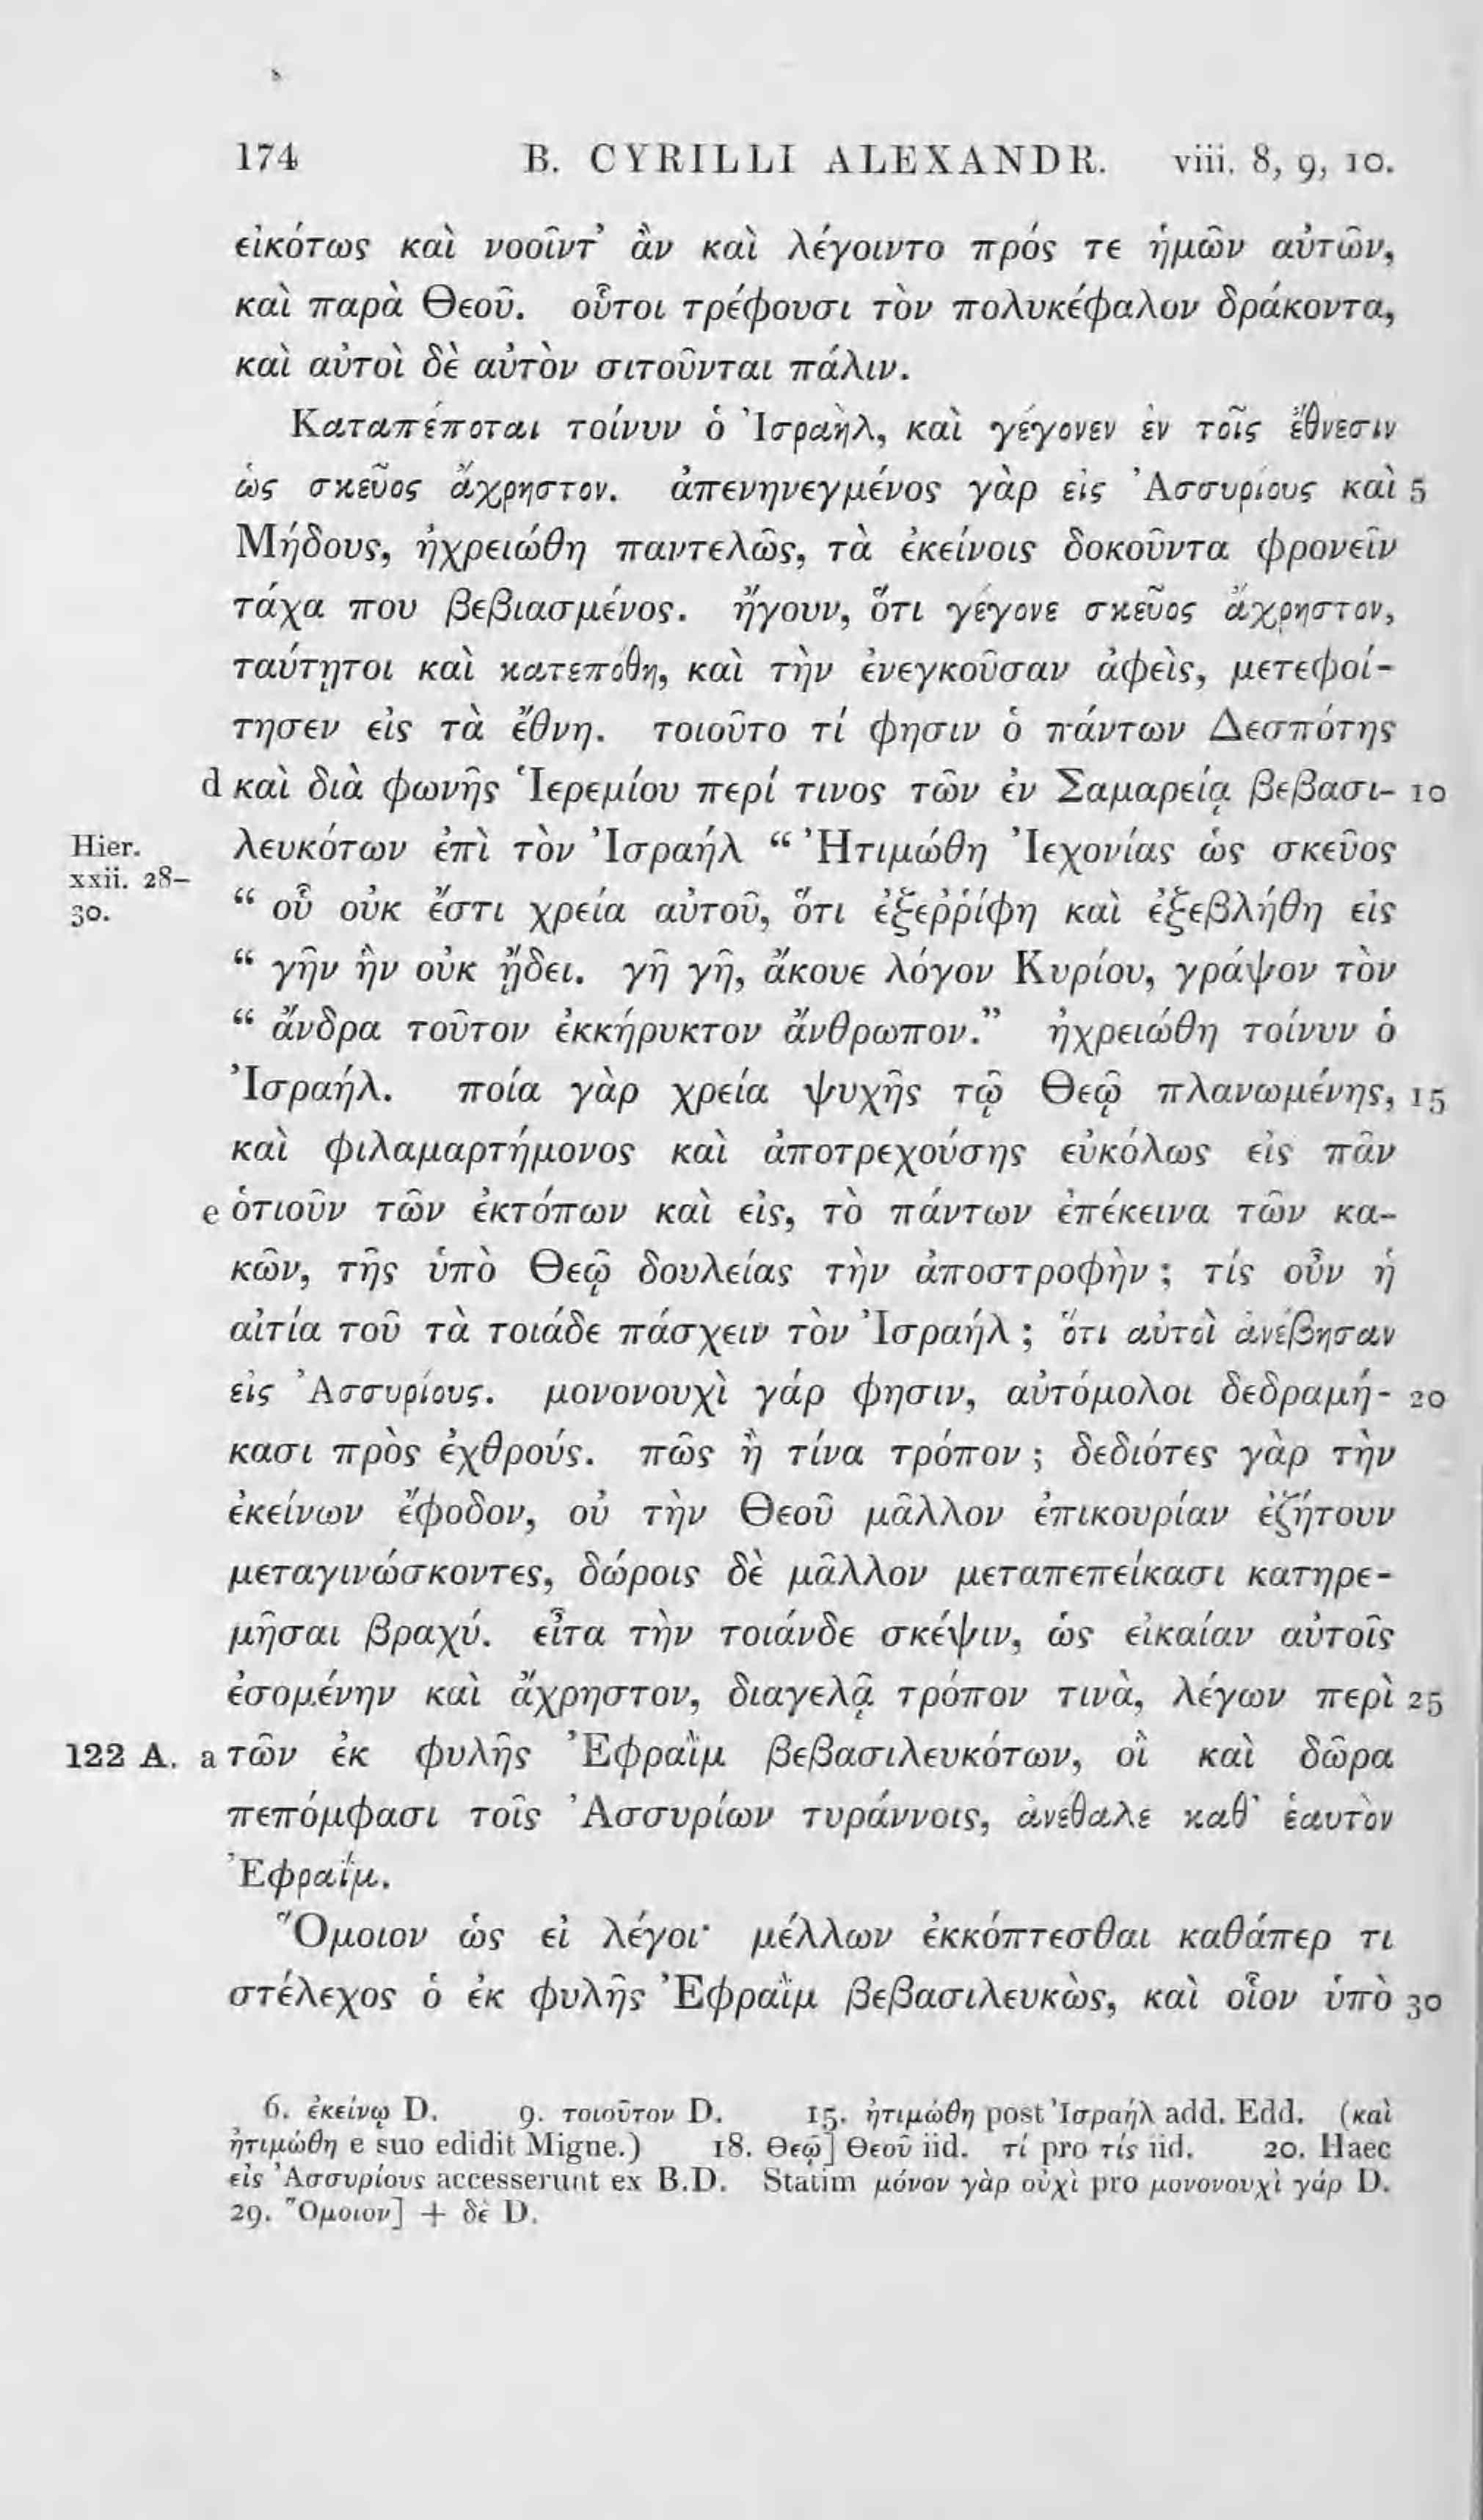 174 B. CYRILLI ALEXANDR. viii. 8, 9, 10.
εἰκότως καὶ νοοῖντ’ ἂν καὶ λέγοιντο πρός τε ἡμῶν αὐτῶν,
καὶ παρὰ Θεοῦ. οὗτοι τρέφουσι τὸν πολυκέφαλον δράκοντα,
καὶ αὐτοὶ δὲ αὐτὸν σιτοῦνται πάλιν.
Καταπέποται τοίνυν ὁ Ἰσραὴλ, καὶ γέγονεν ἐν τοῖς ἔθνεσιν
ὡς σκεῦος ἄχρηστον. ἀπενηνεγμένος γὰρ εἰς Ἀσσυρίους καὶ 5
Μήδους, ἠχρειώθη παντελῶς, τὰ ἐκείνοις δοκοῦντα φρονεῖν
τάχα που βεβιασμένος. ἤγουν, ὅτι γέγονε σκεῦος ἄχρηστον,
ταύτῃτοι καὶ κατεπόθη, καὶ τὴν ἐνεγκοῦσαν ἀφεὶς, μετεφοί-
τησεν εἰς τὰ ἔθνη. τοιοῦτο τί φησιν ὁ πάντων Δεσπότης
d καὶ διὰ φωνῆς Ἱερεμίου περί τινος τῶν ἐν Σαμαρείᾳ βεβασι- 10
Hier. xxii. 28–30. λευκότων ἐπὶ τὸν Ἰσραήλ “ Ἠτιμώθη Ἰεχονίας ὡς σκεῦος
“ οὗ οὐκ ἔστι χρεία αὐτοῦ, ὅτι ἐξεῤῥίφη καὶ ἐξεβλήθη εἰς
“ γῆν ἣν οὐκ ᾔδει. γῆ γῆ, ἄκουε λόγον Κυρίου, γράψον τὸν
“ ἄνδρα τοῦτον ἐκκήρυκτον ἄνθρωπον.” ἠχρειώθη τοίνυν ὁ
Ἰσραήλ. ποία γὰρ χρεία ψυχῆς τῷ Θεῷ πλανωμένης, 15
καὶ φιλαμαρτήμονος καὶ ἀποτρεχούσης εὐκόλως εἰς πᾶν
e ὁτιοῦν τῶν ἐκτόπων καὶ εἰς, τὸ πάντων ἐπέκεινα τῶν κα-
κῶν, τῆς ὑπὸ Θεῷ δουλείας τὴν ἀποστροφήν ; τίς οὖν ἡ
αἰτία τοῦ τὰ τοιάδε πάσχειν τὸν Ἰσραήλ ; ὅτι αὐτοὶ ἀνέβησαν
εἰς Ἀσσυρίους. μονονουχὶ γάρ φησιν, αὐτόμολοι δεδραμή- 20
κασι πρὸς ἐχθρούς. πῶς ἢ τίνα τρόπον ; δεδιότες γὰρ τὴν
ἐκείνων ἔφοδον, οὐ τὴν Θεοῦ μᾶλλον ἐπικουρίαν ἐζήτουν
μεταγινώσκοντες, δώροις δὲ μᾶλλον μεταπεπείκασι κατηρε-
μῆσαι βραχύ. εἶτα τὴν τοιάνδε σκέψιν, ὡς εἰκαίαν αὐτοῖς
ἐσομένην καὶ ἄχρηστον, διαγελᾷ τρόπον τινὰ, λέγων περὶ 25
122 A. a τῶν ἐκ φυλῆς Ἐφραῒμ βεβασιλευκότων, οἳ καὶ δῶρα
πεπόμφασι τοῖς Ἀσσυρίων τυράννοις, ἀνέθαλε καθ’ ἑαυτὸν
Ἐφραΐμ.
Ὅμοιον ὡς εἰ λέγοι· μέλλων ἐκκόπτεσθαι καθάπερ τι
στέλεχος ὁ ἐκ φυλῆς Ἐφραῒμ βεβασιλευκὼς, καὶ οἷον ὑπὸ 30
6. ἐκείνῳ D. 9. τοιοῦτον D. 15. ἠτιμώθη post Ἰσραήλ add. Edd. (καὶ
ἠτιμώθη e suo edidit Migne.) 18. Θεῷ] Θεοῦ iid. τί pro τίς iid. 20. Haec
εἰς Ἀσσυρίους accesserunt ex B.D. Statim μόνον γὰρ οὐχὶ pro μονονουχὶ γάρ D.
29. Ὅμοιον] + δὲ D.